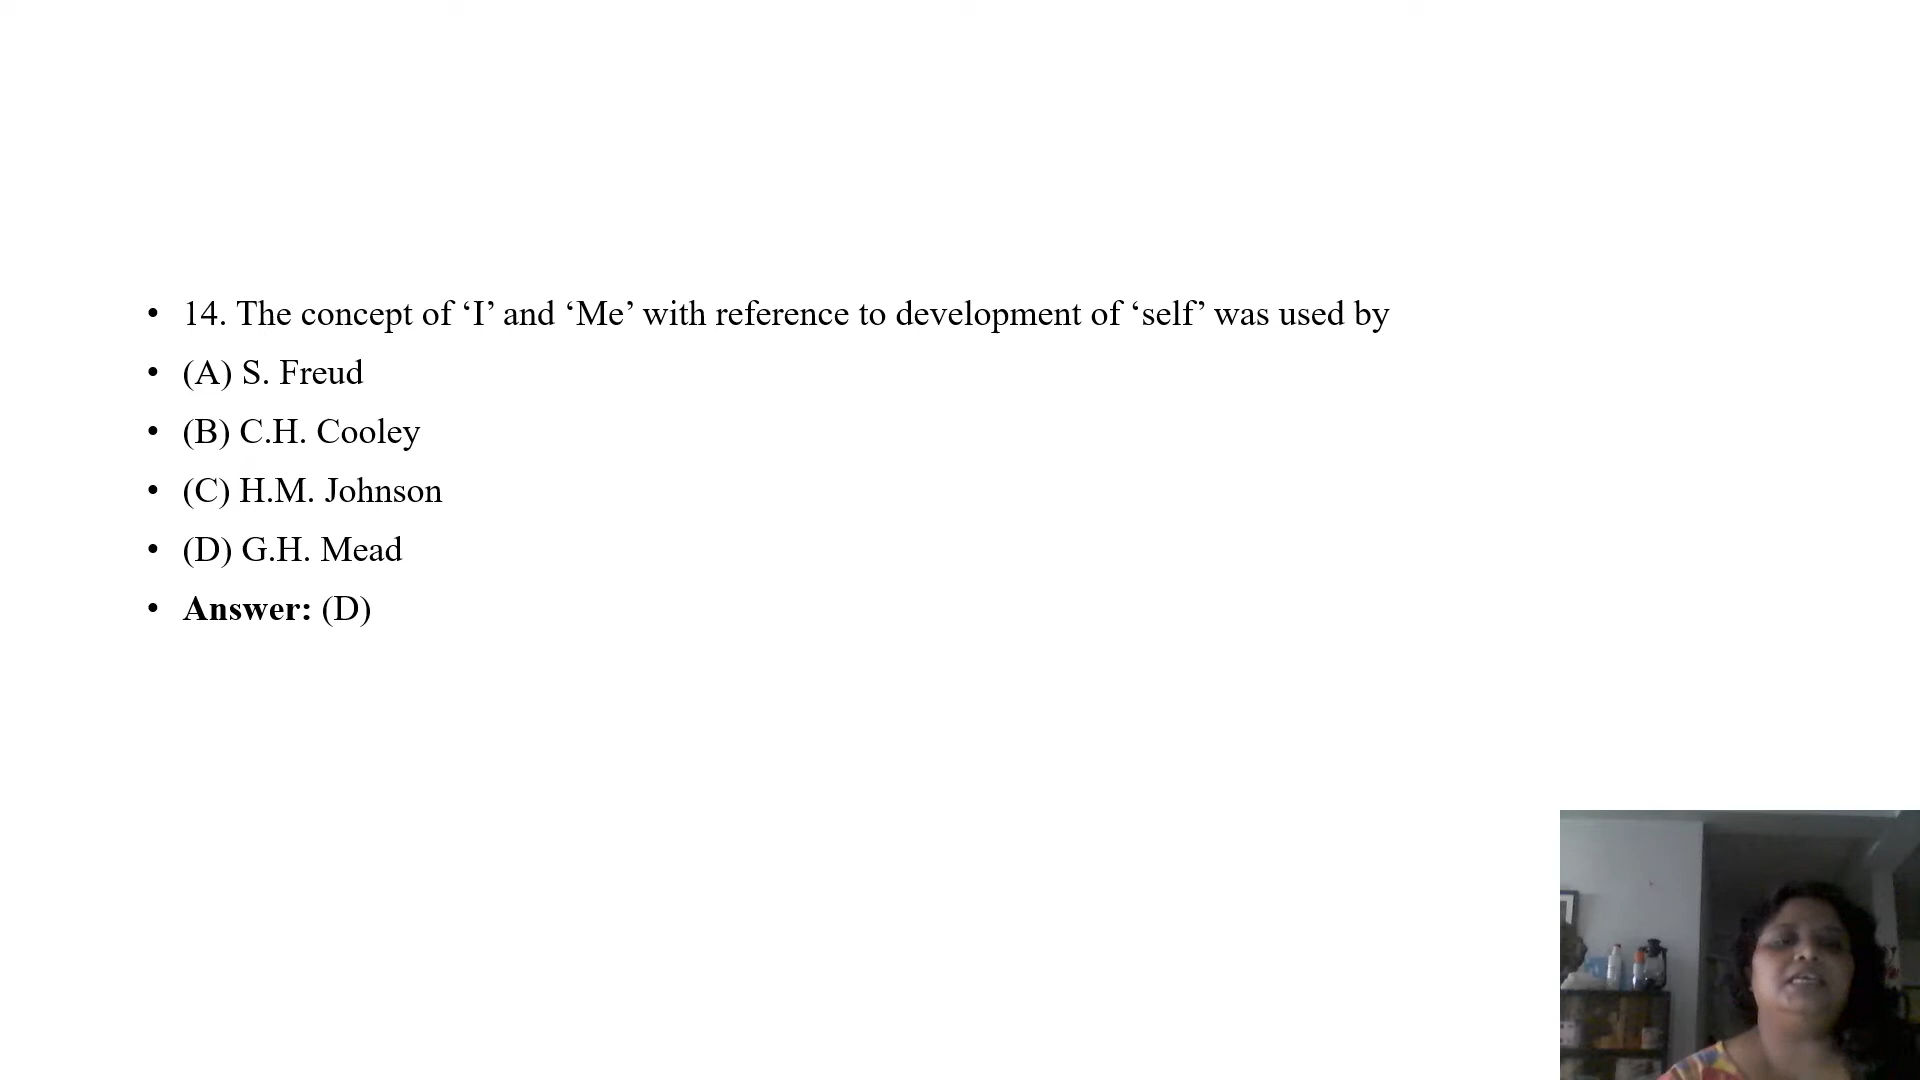 • 14. The concept of ‘I’ and ‘Me’ with reference to development of ‘self’ was used by
• (A) S. Freud
• (B) C.H. Cooley
• (C) H.M. Johnson
• (D) G.H. Mead
• Answer: (D)